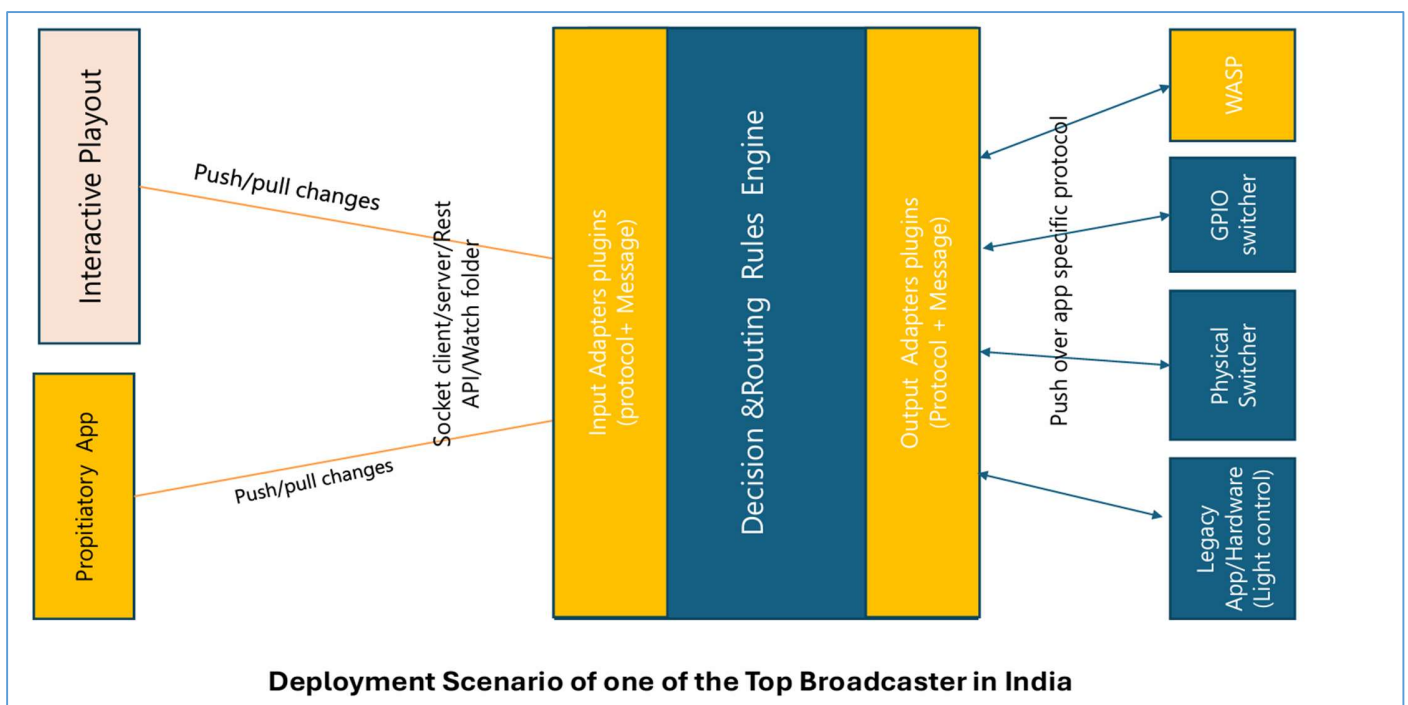 Interactive Playout
Propitiatory App
Push/pull changes
Push/pull changes
Socket client/server/Rest
API/Watch folder
Input Adapters plugins
(protocol+ Message)
Decision &Routing Rules Engine
Output Adapters plugins
(Protocol + Message)
Push over app specific protocol
WASP
GPIO
switcher
Physical
Switcher
Legacy
App/Hardware
(Light control)
Deployment Scenario of one of the Top Broadcaster in India